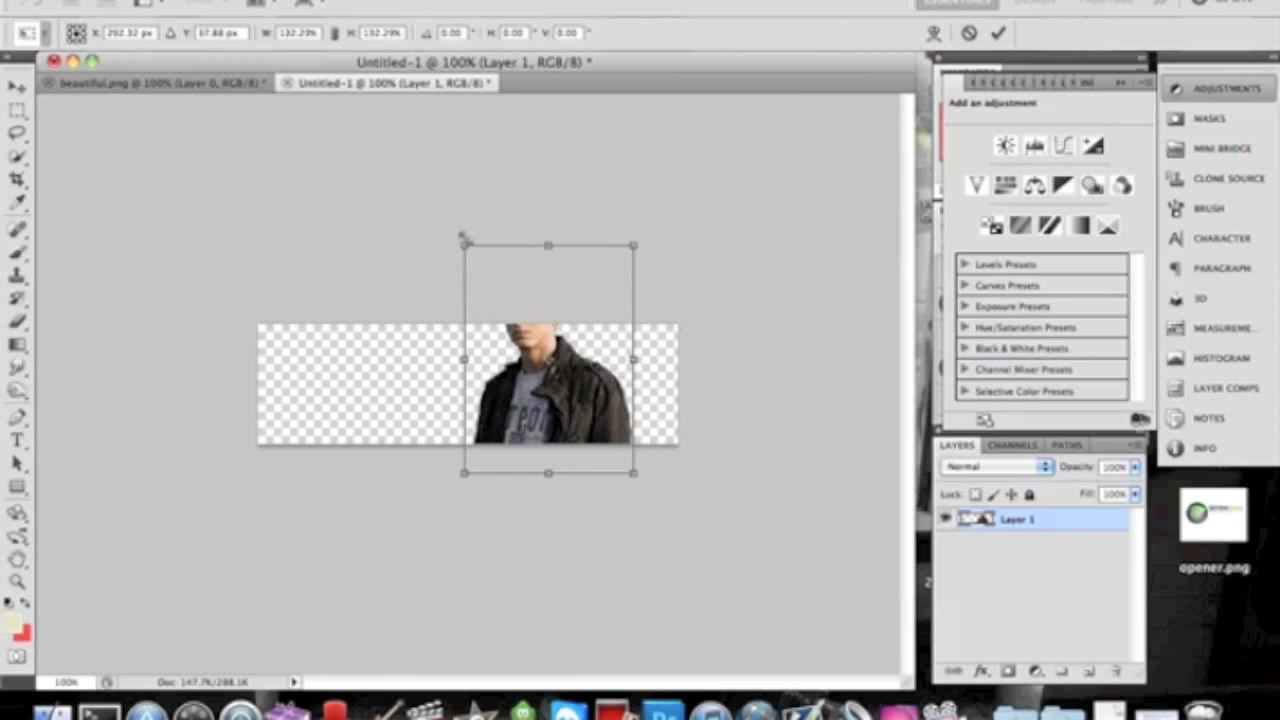 X: 292.32 px Y: 37.88 px W: 132.29% H: 132.29% 0.00 ° H: 0.00 ° V: 0.00 °
Untitled-1 @ 100% (Layer 1, RGB/8) *
beautiful.png @ 100% (Layer 0, RGB/8) *
Untitled-1 @ 100% (Layer 1, RGB/8) *
Add an adjustment
Levels Presets
Curves Presets
Exposure Presets
Hue/Saturation Presets
Black & White Presets
Channel Mixer Presets
Selective Color Presets
ADJUSTMENTS
MASKS
MINI BRIDGE
CLONE SOURCE
BRUSH
CHARACTER
PARAGRAPH
3D
MEASUREME...
HISTOGRAM
LAYER COMPS
NOTES
INFO
LAYERS CHANNELS PATHS
Normal Opacity: 100%
Lock: Fill: 100%
Layer 1
opener.png
100% Doc: 147.7K/288.1K
Ps